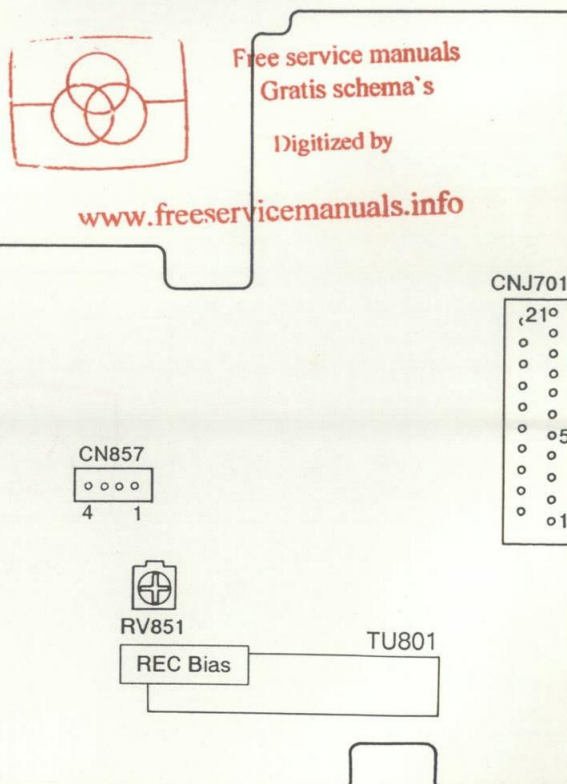 Free service manuals
Gratis schema`s
Digitized by
www.freeservicemanuals.info
CNJ701
21
5
1
CN857
4 1
RV851
REC Bias
TU801